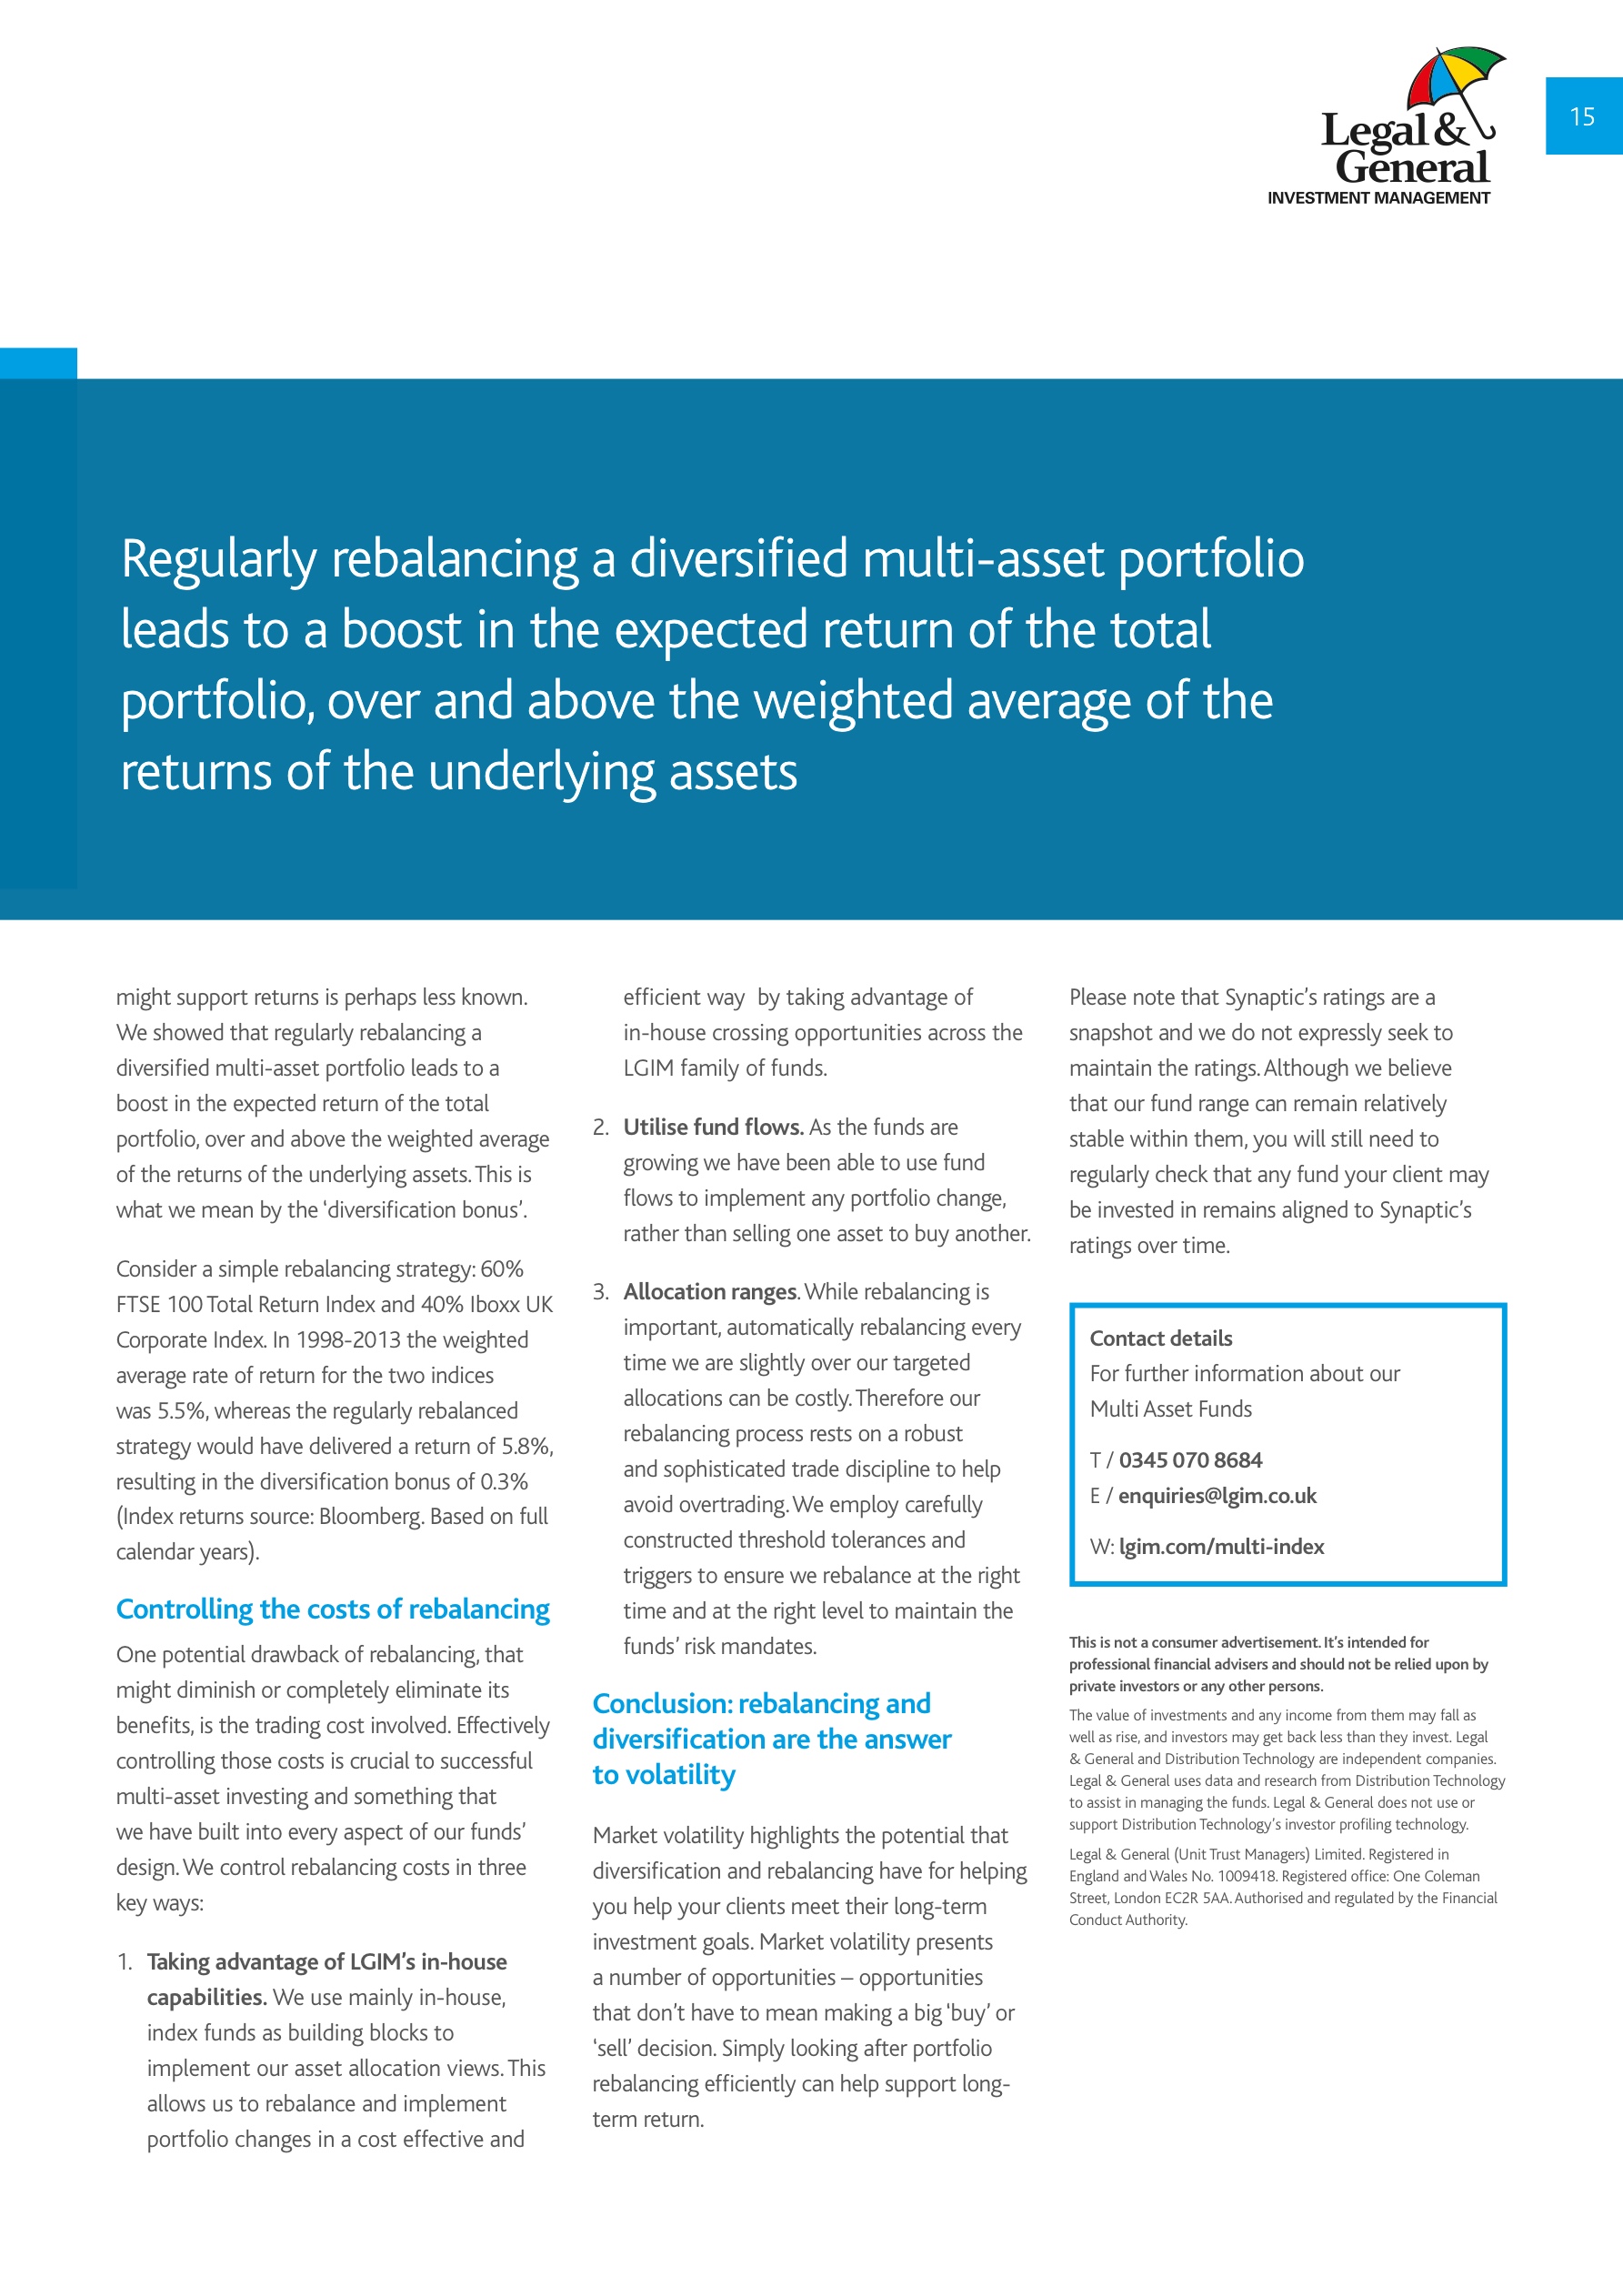 Legal &
General
INVESTMENT MANAGEMENT
15
Regularly rebalancing a diversified multi-asset portfolio
leads to a boost in the expected return of the total
portfolio, over and above the weighted average of the
returns of the underlying assets
might support returns is perhaps less known.
We showed that regularly rebalancing a
diversified multi-asset portfolio leads to a
boost in the expected return of the total
portfolio, over and above the weighted average
of the returns of the underlying assets. This is
what we mean by the ‘diversification bonus’.
Consider a simple rebalancing strategy: 60%
FTSE 100 Total Return Index and 40% Iboxx UK
Corporate Index. In 1998-2013 the weighted
average rate of return for the two indices
was 5.5%, whereas the regularly rebalanced
strategy would have delivered a return of 5.8%,
resulting in the diversification bonus of 0.3%
(Index returns source: Bloomberg. Based on full
calendar years).
Controlling the costs of rebalancing
One potential drawback of rebalancing, that
might diminish or completely eliminate its
benefits, is the trading cost involved. Effectively
controlling those costs is crucial to successful
multi-asset investing and something that
we have built into every aspect of our funds’
design. We control rebalancing costs in three
key ways:
1. Taking advantage of LGIM’s in-house
capabilities. We use mainly in-house,
index funds as building blocks to
implement our asset allocation views. This
allows us to rebalance and implement
portfolio changes in a cost effective and
efficient way by taking advantage of
in-house crossing opportunities across the
LGIM family of funds.
2. Utilise fund flows. As the funds are
growing we have been able to use fund
flows to implement any portfolio change,
rather than selling one asset to buy another.
3. Allocation ranges. While rebalancing is
important, automatically rebalancing every
time we are slightly over our targeted
allocations can be costly. Therefore our
rebalancing process rests on a robust
and sophisticated trade discipline to help
avoid overtrading. We employ carefully
constructed threshold tolerances and
triggers to ensure we rebalance at the right
time and at the right level to maintain the
funds’ risk mandates.
Conclusion: rebalancing and
diversification are the answer
to volatility
Market volatility highlights the potential that
diversification and rebalancing have for helping
you help your clients meet their long-term
investment goals. Market volatility presents
a number of opportunities – opportunities
that don’t have to mean making a big ‘buy’ or
‘sell’ decision. Simply looking after portfolio
rebalancing efficiently can help support long-
term return.
Please note that Synaptic’s ratings are a
snapshot and we do not expressly seek to
maintain the ratings. Although we believe
that our fund range can remain relatively
stable within them, you will still need to
regularly check that any fund your client may
be invested in remains aligned to Synaptic’s
ratings over time.
Contact details
For further information about our
Multi Asset Funds
T / 0345 070 8684
E / enquiries@lgim.co.uk
W: lgim.com/multi-index
This is not a consumer advertisement. It’s intended for
professional financial advisers and should not be relied upon by
private investors or any other persons.
The value of investments and any income from them may fall as
well as rise, and investors may get back less than they invest. Legal
& General and Distribution Technology are independent companies.
Legal & General uses data and research from Distribution Technology
to assist in managing the funds. Legal & General does not use or
support Distribution Technology’s investor profiling technology.
Legal & General (Unit Trust Managers) Limited. Registered in
England and Wales No. 1009418. Registered office: One Coleman
Street, London EC2R 5AA. Authorised and regulated by the Financial
Conduct Authority.